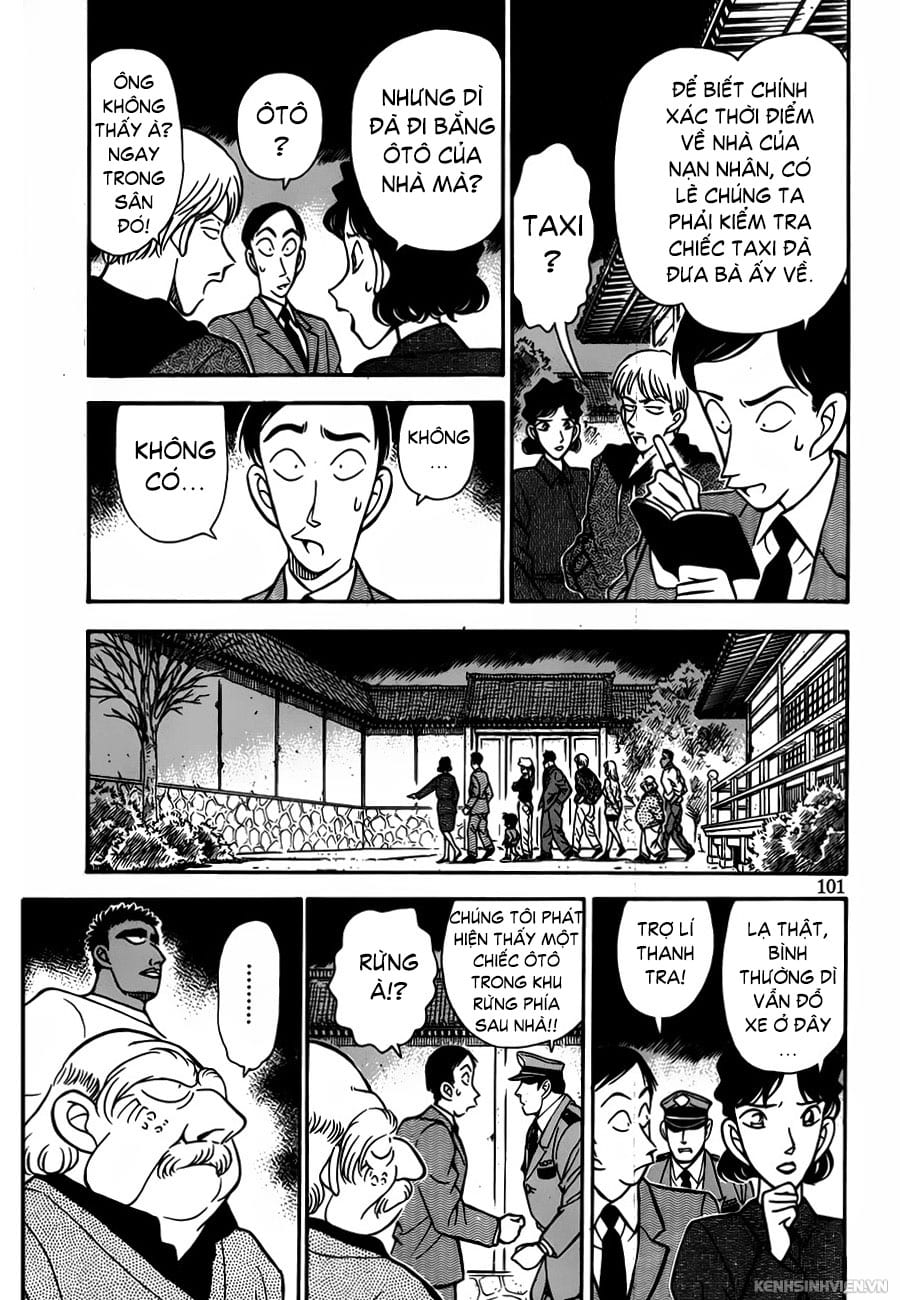 ĐỂ BIẾT CHÍNH
XÁC THỜI ĐIỂM
VỀ NHÀ CỦA
NẠN NHÂN, CÓ
LẼ CHÚNG TA
PHẢI KIỂM TRA
CHIẾC TAXI ĐÃ
ĐƯA BÀ ẤY VỀ.
TAXI
?
NHƯNG DÌ
ĐÃ ĐI BẰNG
ÔTÔ CỦA
NHÀ MÀ?
ÔTÔ
?
ÔNG
KHÔNG
THẤY À?
NGAY
TRONG
SÂN
ĐÓ!
KHÔNG
...
KHÔNG
CÓ...
101
LẠ THẬT,
BÌNH
THƯỜNG DÌ
VẪN ĐỖ
XE Ở ĐÂY
...
TRỢ LÍ
THANH
TRA!
CHÚNG TÔI PHÁT
HIỆN THẤY MỘT
CHIẾC ÔTÔ
TRONG KHU
RỪNG PHÍA
SAU NHÀ!!
RỪNG
À!?
.........
KENHSINHVIEN.VN